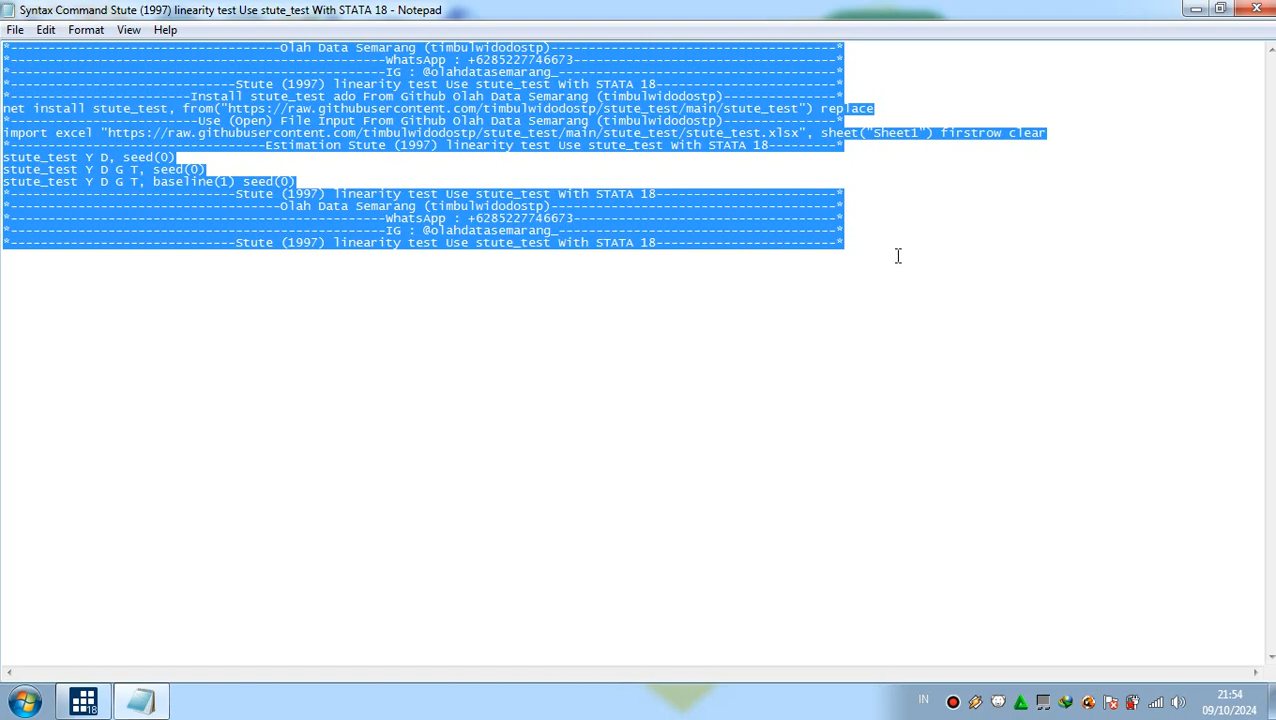 Syntax Command Stute (1997) linearity test Use stute_test With STATA 18 - Notepad
File Edit Format View Help
*------------------------------------Olah Data Semarang (timbulwidodostp)--------------------------------------*
*--------------------------------------------------WhatsApp : +6285227746673-----------------------------------*
*--------------------------------------------------IG : @olahdatasemarang_-------------------------------------*
*------------------------------Stute (1997) linearity test Use stute_test With STATA 18------------------------*
*------------------------Install stute_test ado From Github Olah Data Semarang (timbulwidodostp)---------------*
net install stute_test, from("https://raw.githubusercontent.com/timbulwidodostp/stute_test/main/stute_test") replace
*-------------------------Use (Open) File Input From Github Olah Data Semarang (timbulwidodostp)---------------*
import excel "https://raw.githubusercontent.com/timbulwidodostp/stute_test/main/stute_test/stute_test.xlsx", sheet("Sheet1") firstrow clear
*----------------------------------Estimation Stute (1997) linearity test Use stute_test With STATA 18---------*
stute_test Y D, seed(0)
stute_test Y D G T, seed(0)
stute_test Y D G T, baseline(1) seed(0)
*------------------------------Stute (1997) linearity test Use stute_test With STATA 18------------------------*
*------------------------------------Olah Data Semarang (timbulwidodostp)--------------------------------------*
*--------------------------------------------------WhatsApp : +6285227746673-----------------------------------*
*--------------------------------------------------IG : @olahdatasemarang_-------------------------------------*
*------------------------------Stute (1997) linearity test Use stute_test With STATA 18------------------------*
18
IN
21:54
09/10/2024